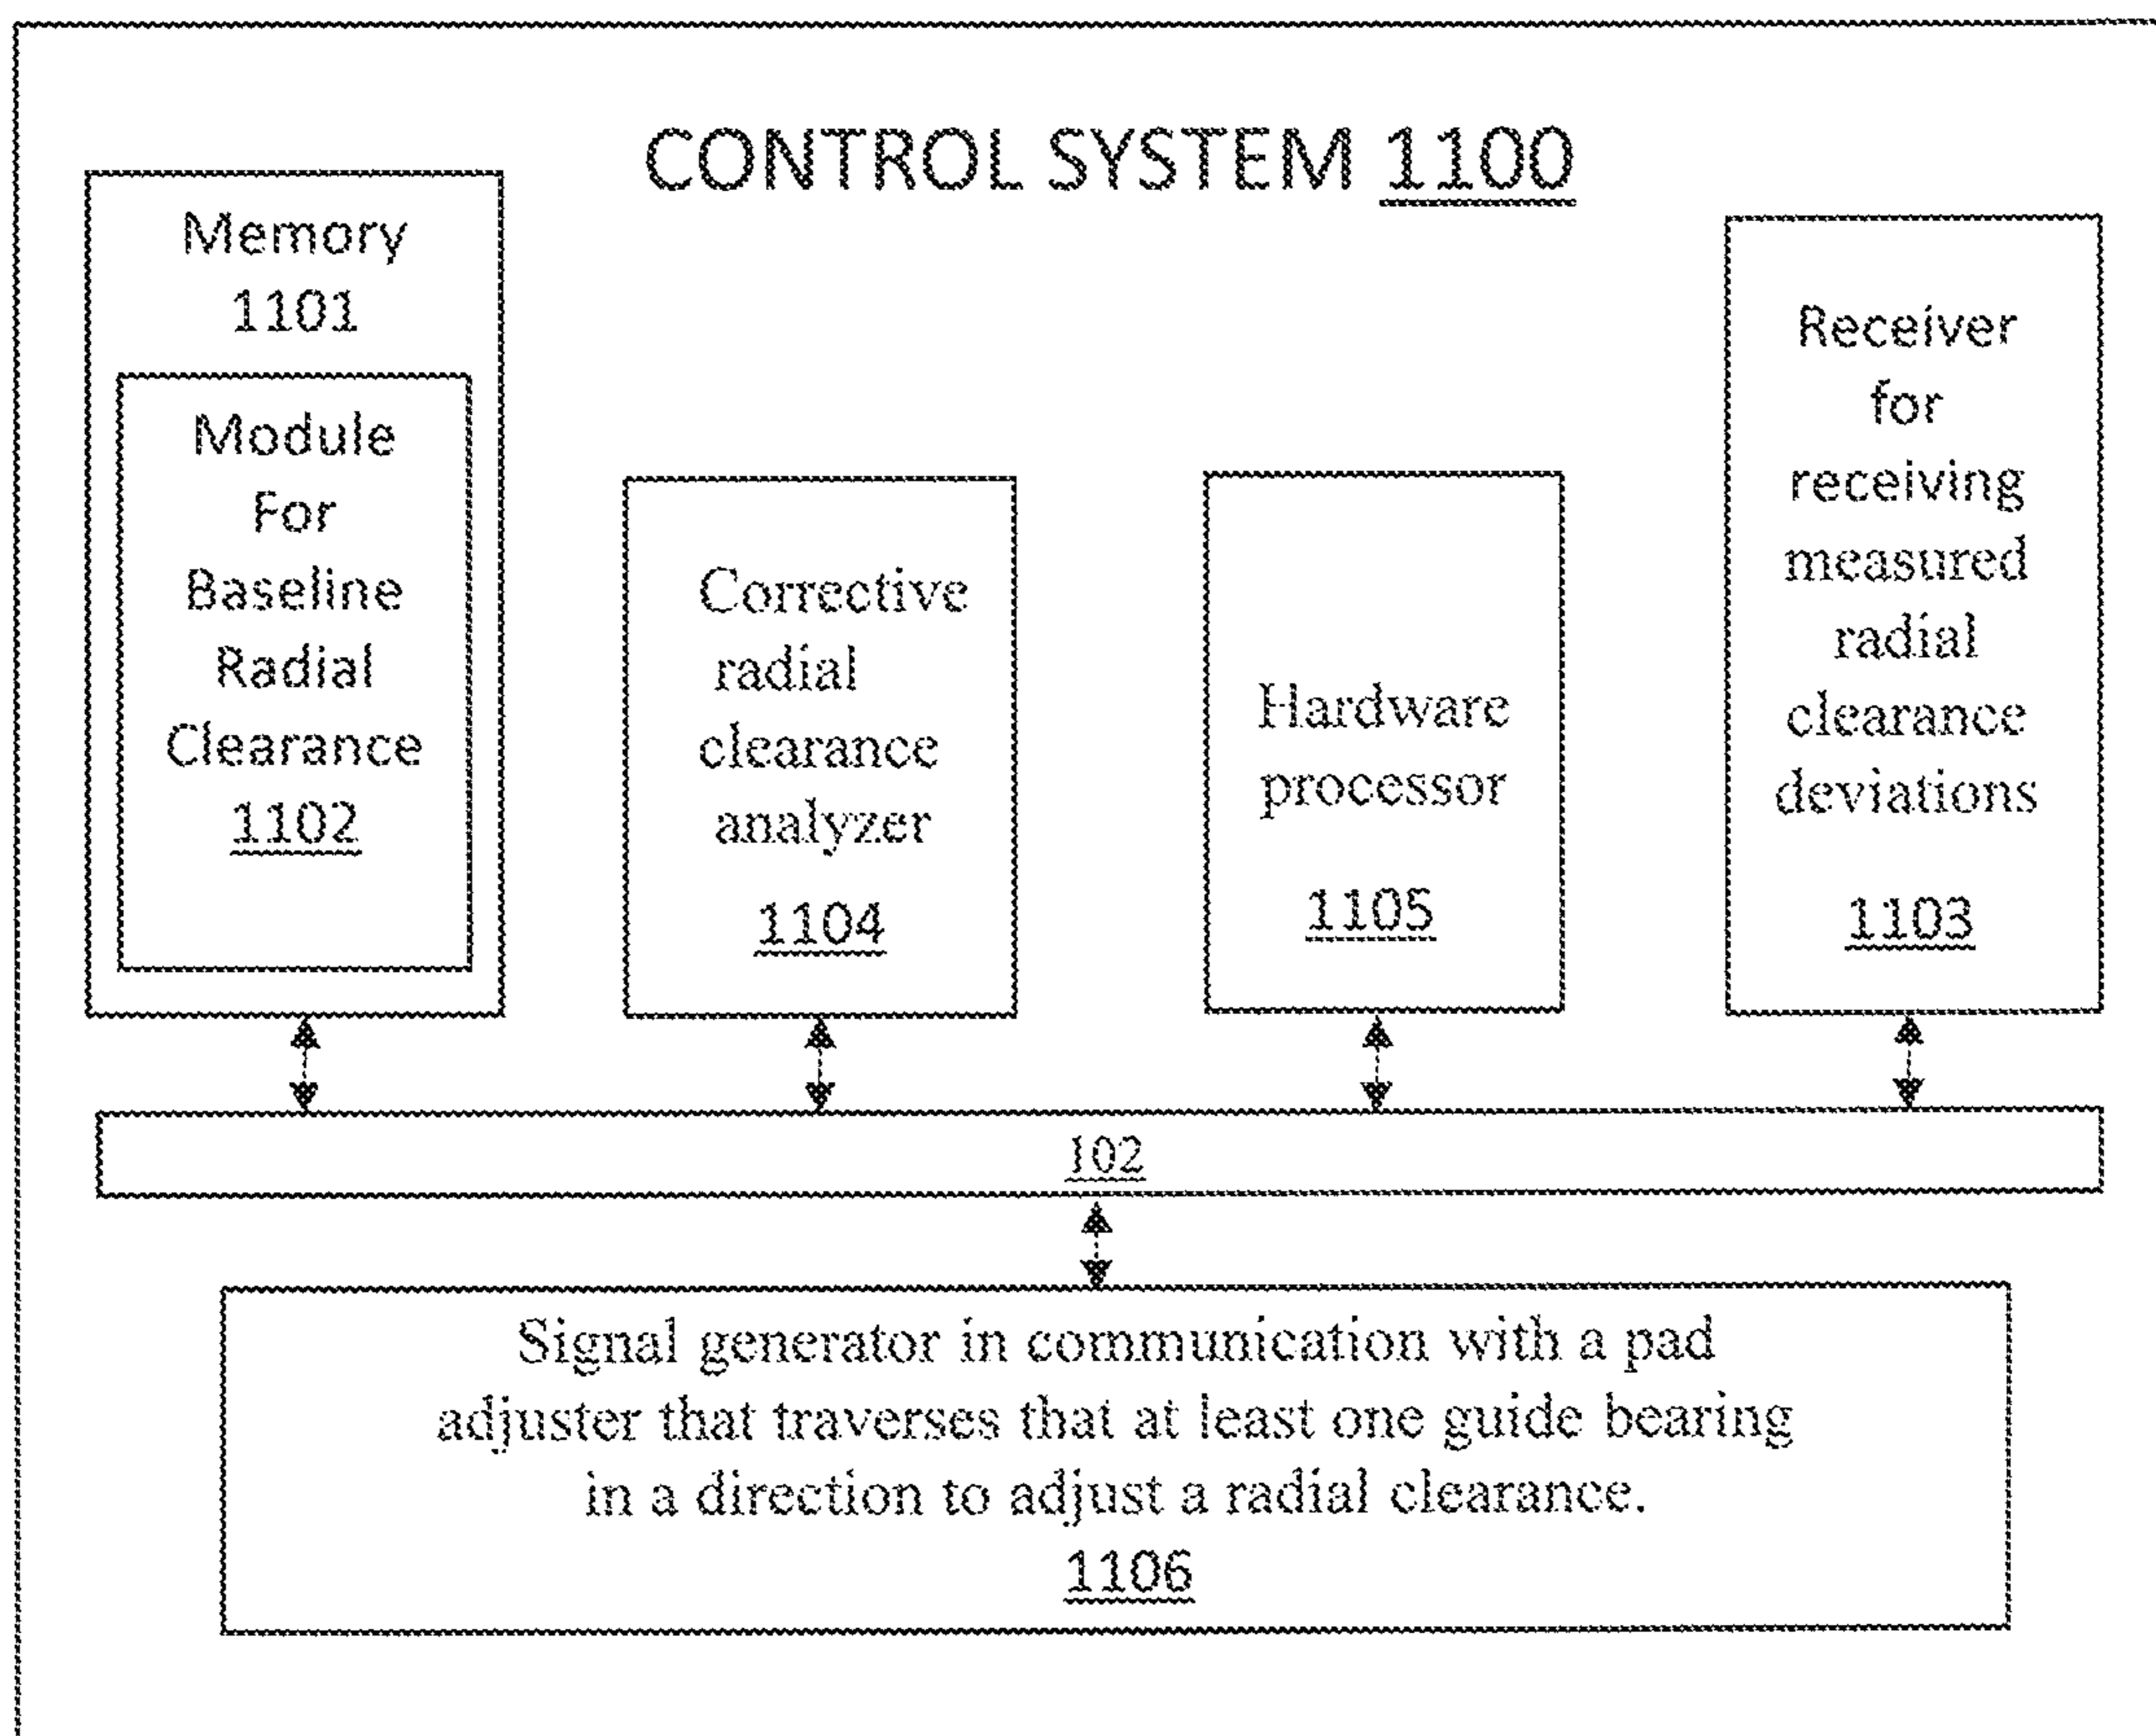 CONTROL SYSTEM 1100
Memory
1101
Module
For
Baseline
Radial
Clearance
1102
Corrective
radial
clearance
analyzer
1104
Hardware
processor
1105
Receiver
for
receiving
measured
radial
clearance
deviations
1103
102
Signal generator in communication with a pad
adjuster that traverses that at least one guide bearing
in a direction to adjust a radial clearance.
1106